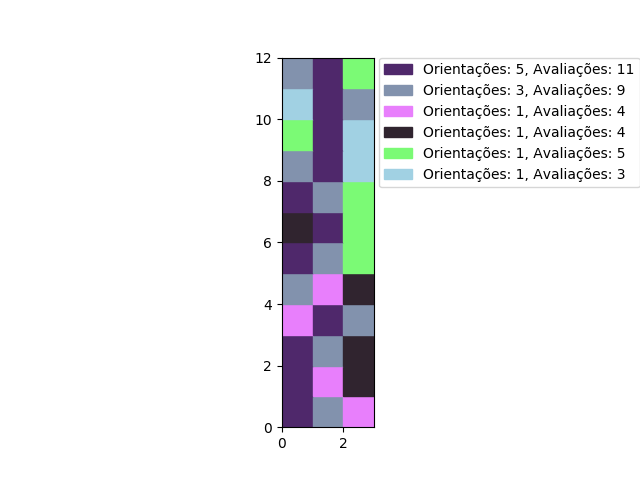 12
10
8
6
4
2
0
0
2
Orientações: 5, Avaliações: 11
Orientações: 3, Avaliações: 9
Orientações: 1, Avaliações: 4
Orientações: 1, Avaliações: 4
Orientações: 1, Avaliações: 5
Orientações: 1, Avaliações: 3